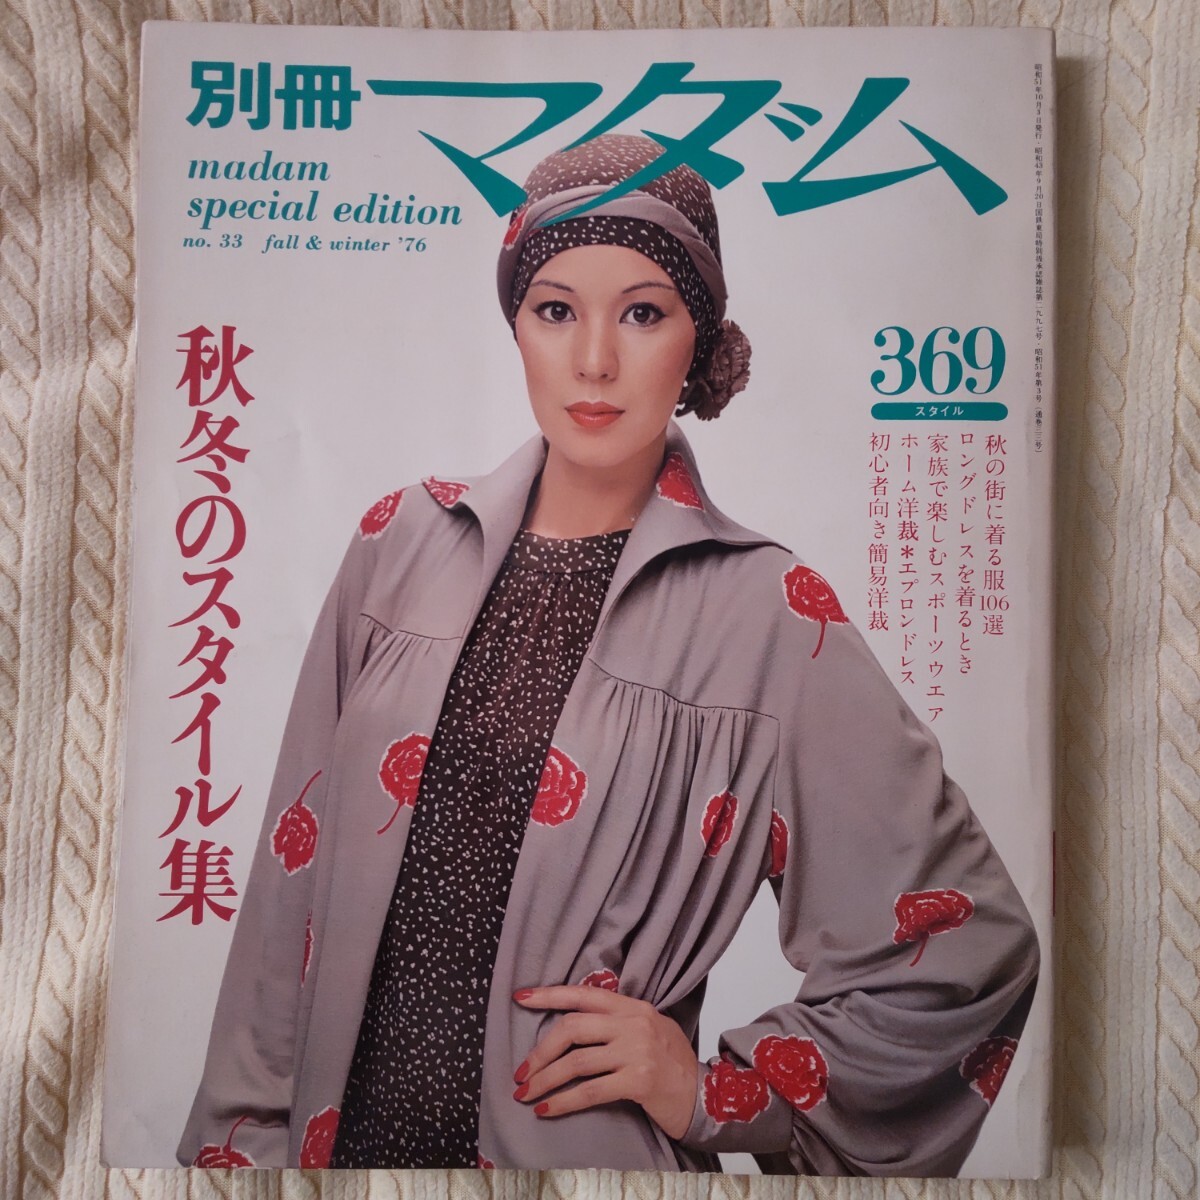 別冊マダム
madam
special edition
no. 33 fall & winter '76
秋冬のスタイル集
369
スタイル
秋の街に着る服106選
ロングドレスを着るとき
家族で楽しむスポーツウエア
ホーム洋裁＊エプロンドレス
初心者向き簡易洋裁